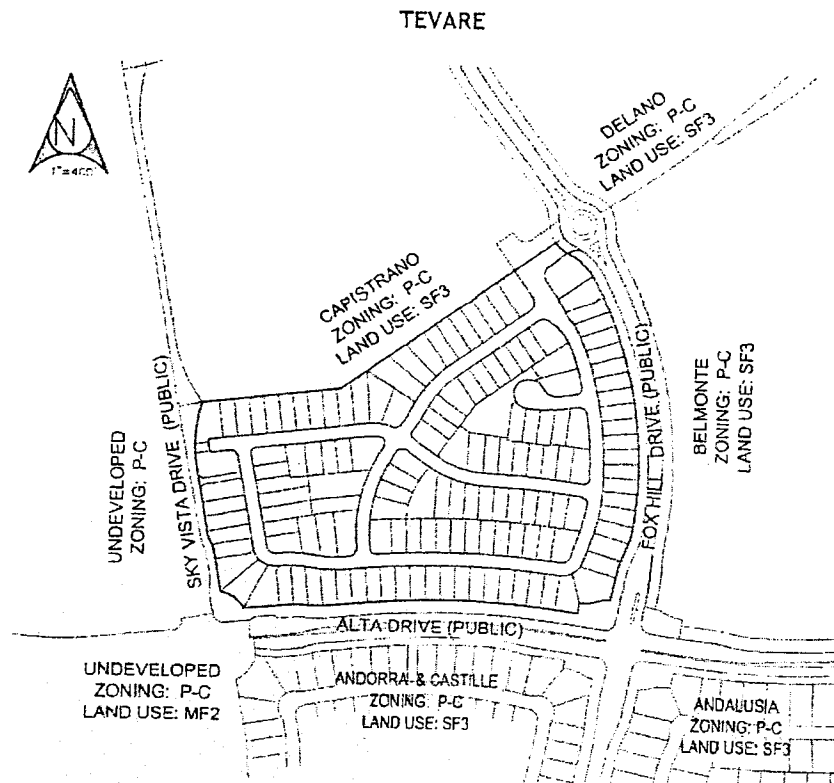 TEVARE
N
1"=400'
DELANO
ZONING: P-C
LAND USE: SF3
CAPISTRANO
ZONING: P-C
LAND USE: SF3
BELMONTE
ZONING: P-C
LAND USE: SF3
FOX HILL DRIVE (PUBLIC)
UNDEVELOPED
ZONING: P-C
SKY VISTA DRIVE (PUBLIC)
ALTA DRIVE (PUBLIC)
UNDEVELOPED
ZONING: P-C
LAND USE: MF2
ANDORRA & CASTILLE
ZONING: P-C
LAND USE: SF3
ANDALUSIA
ZONING: P-C
LAND USE: SF3